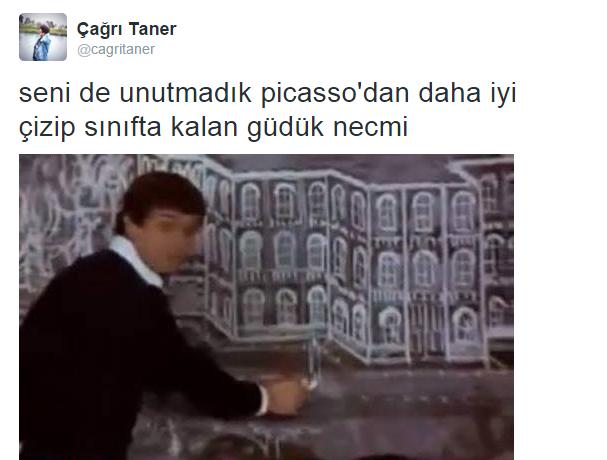 Çağrı Taner
@cagritaner
seni de unutmadık picasso'dan daha iyi
çizip sınıfta kalan güdük necmi